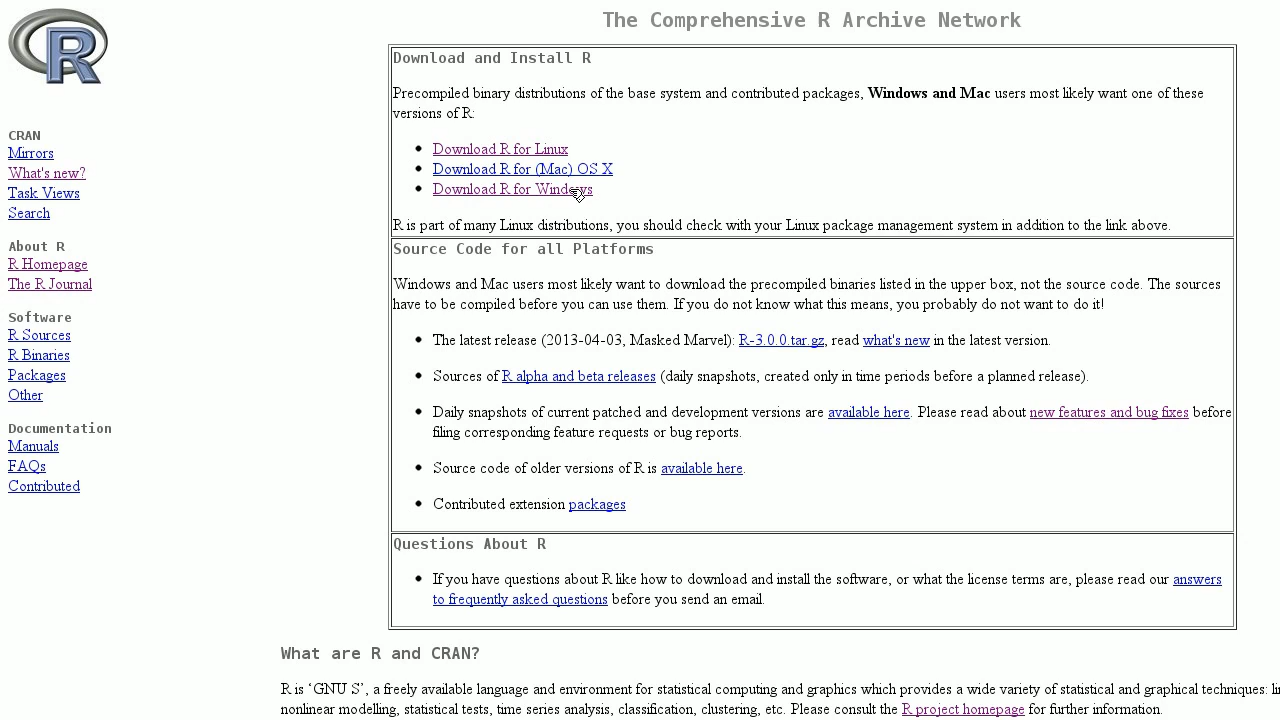 R
The Comprehensive R Archive Network
CRAN
Mirrors
What's new?
Task Views
Search
About R
R Homepage
The R Journal
Software
R Sources
R Binaries
Packages
Other
Documentation
Manuals
FAQs
Contributed
Download and Install R
Precompiled binary distributions of the base system and contributed packages, Windows and Mac users most likely want one of these
versions of R:
Download R for Linux
Download R for (Mac) OS X
Download R for Windows
R is part of many Linux distributions, you should check with your Linux package management system in addition to the link above.
Source Code for all Platforms
Windows and Mac users most likely want to download the precompiled binaries listed in the upper box, not the source code. The sources
have to be compiled before you can use them. If you do not know what this means, you probably do not want to do it!
The latest release (2013-04-03, Masked Marvel): R-3.0.0.tar.gz, read what's new in the latest version.
Sources of R alpha and beta releases (daily snapshots, created only in time periods before a planned release).
Daily snapshots of current patched and development versions are available here. Please read about new features and bug fixes before
filing corresponding feature requests or bug reports.
Source code of older versions of R is available here.
Contributed extension packages
Questions About R
If you have questions about R like how to download and install the software, or what the license terms are, please read our answers
to frequently asked questions before you send an email.
What are R and CRAN?
R is ‘GNU S’, a freely available language and environment for statistical computing and graphics which provides a wide variety of statistical and graphical techniques:
nonlinear modelling, statistical tests, time series analysis, classification, clustering, etc. Please consult the R project homepage for further information.